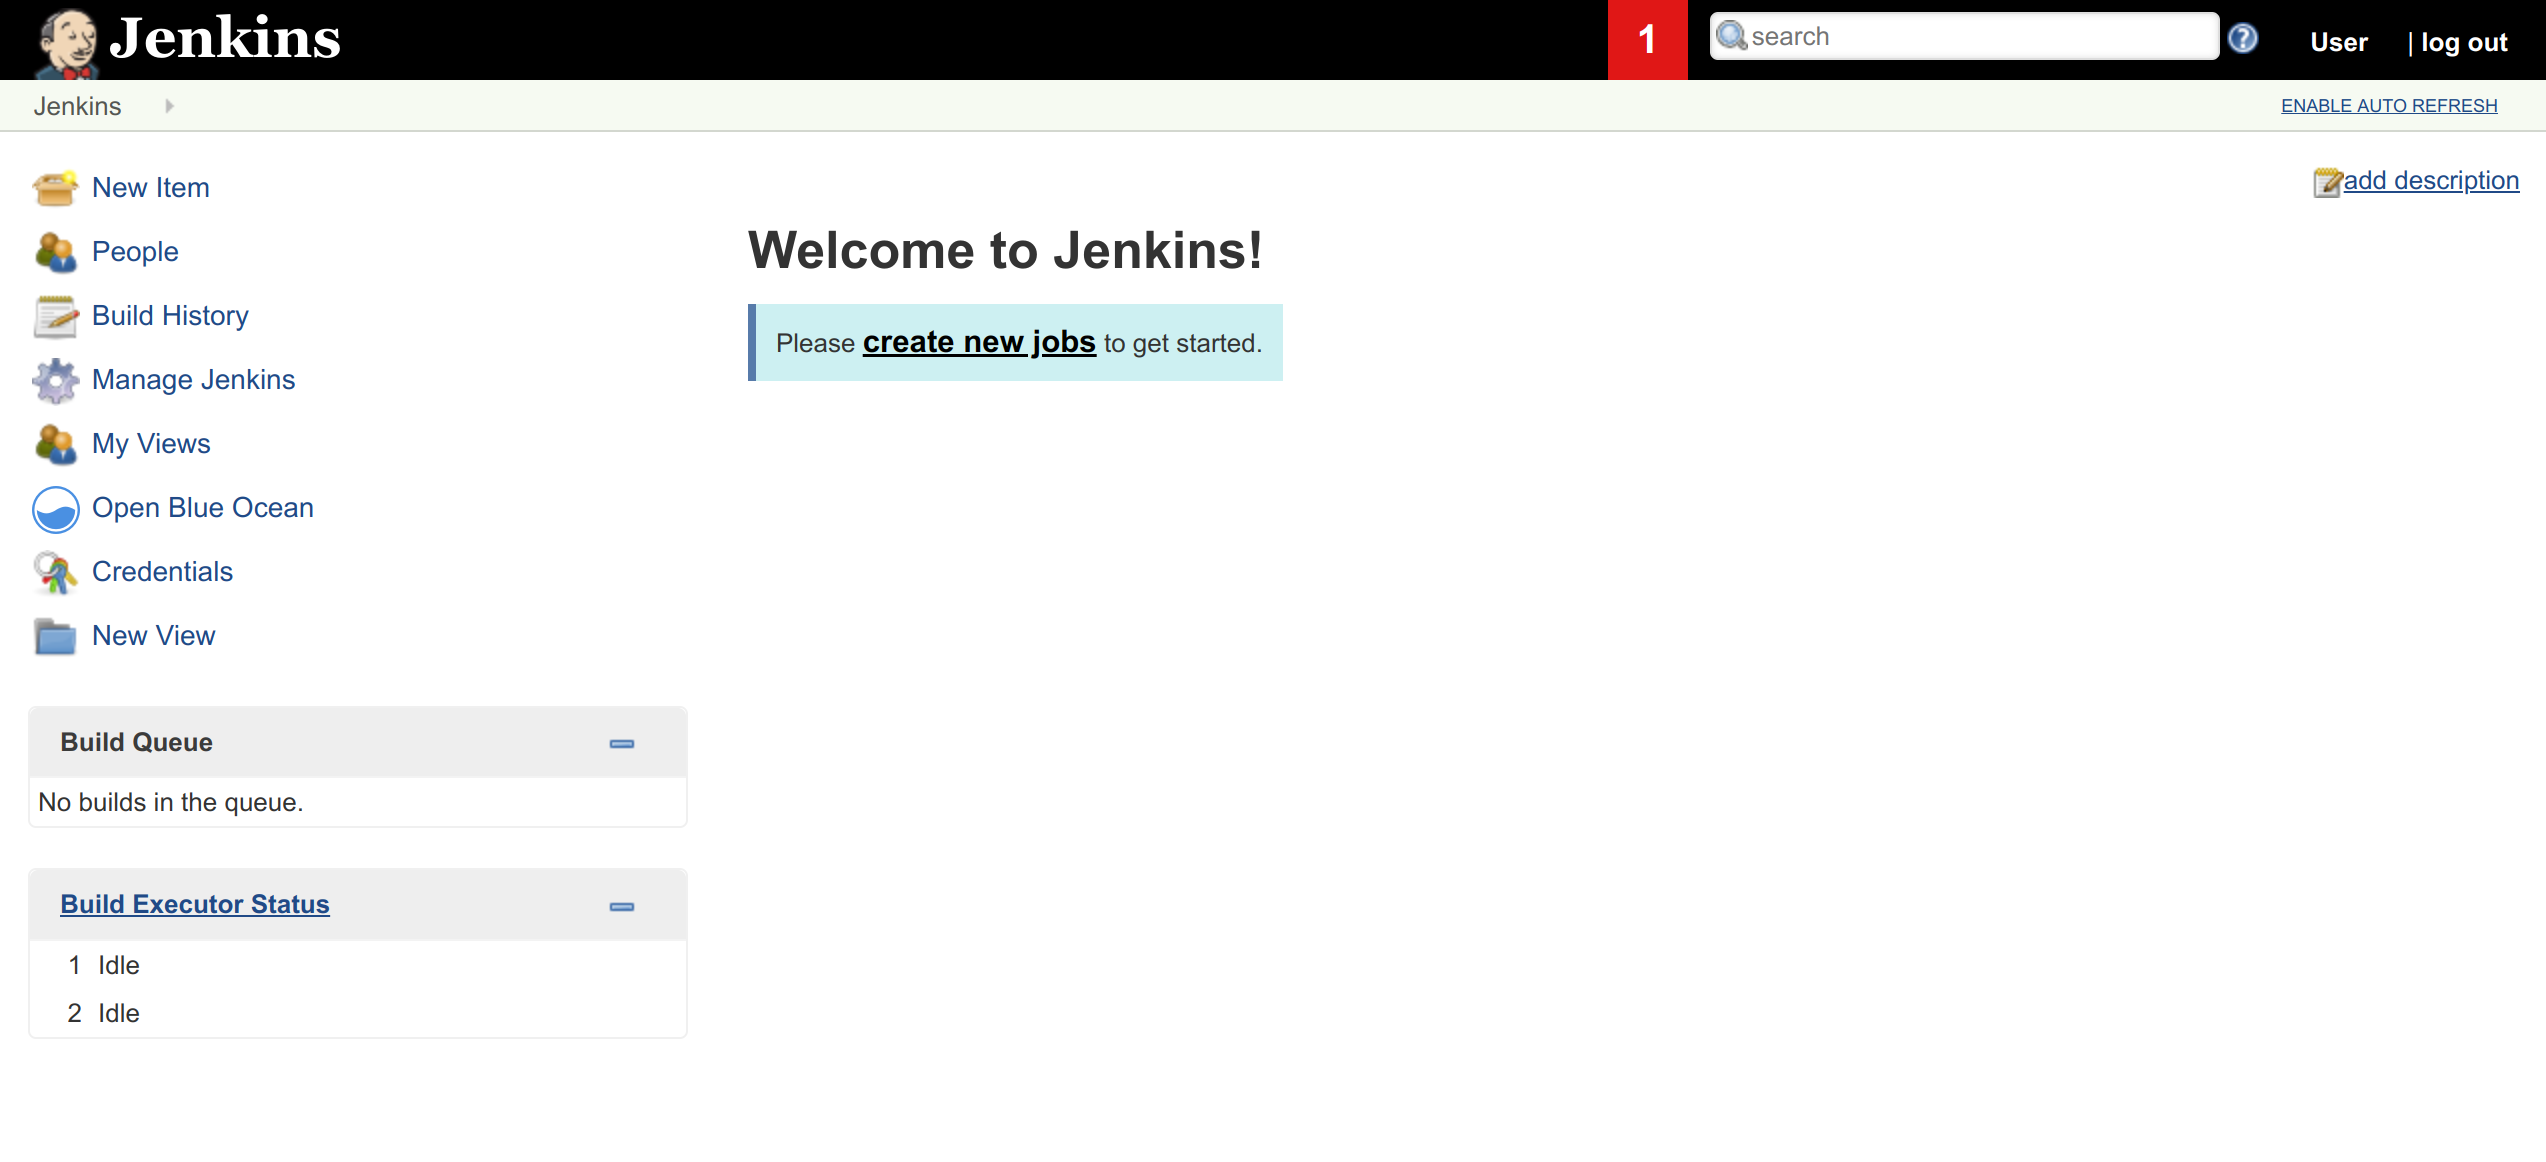 Jenkins
1
search
User
| log out
Jenkins
ENABLE AUTO REFRESH
New Item
People
Build History
Manage Jenkins
My Views
Open Blue Ocean
Credentials
New View
add description
Welcome to Jenkins!
Please create new jobs to get started.
Build Queue
No builds in the queue.
Build Executor Status
1 Idle
2 Idle